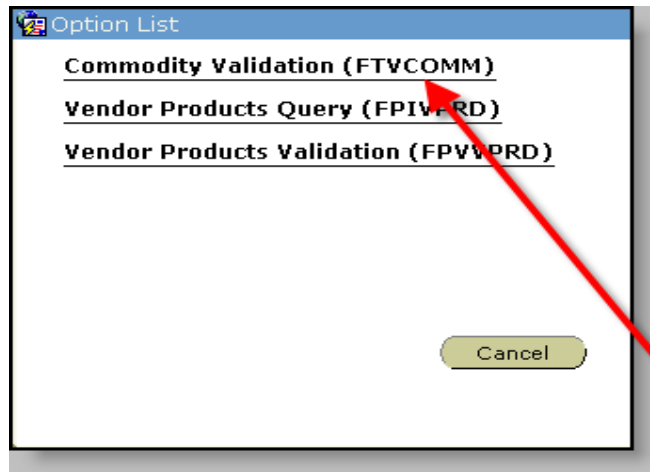 Option List
Commodity Validation (FTVCOMM)
Vendor Products Query (FPIVPRD)
Vendor Products Validation (FPVVPRD)
Cancel